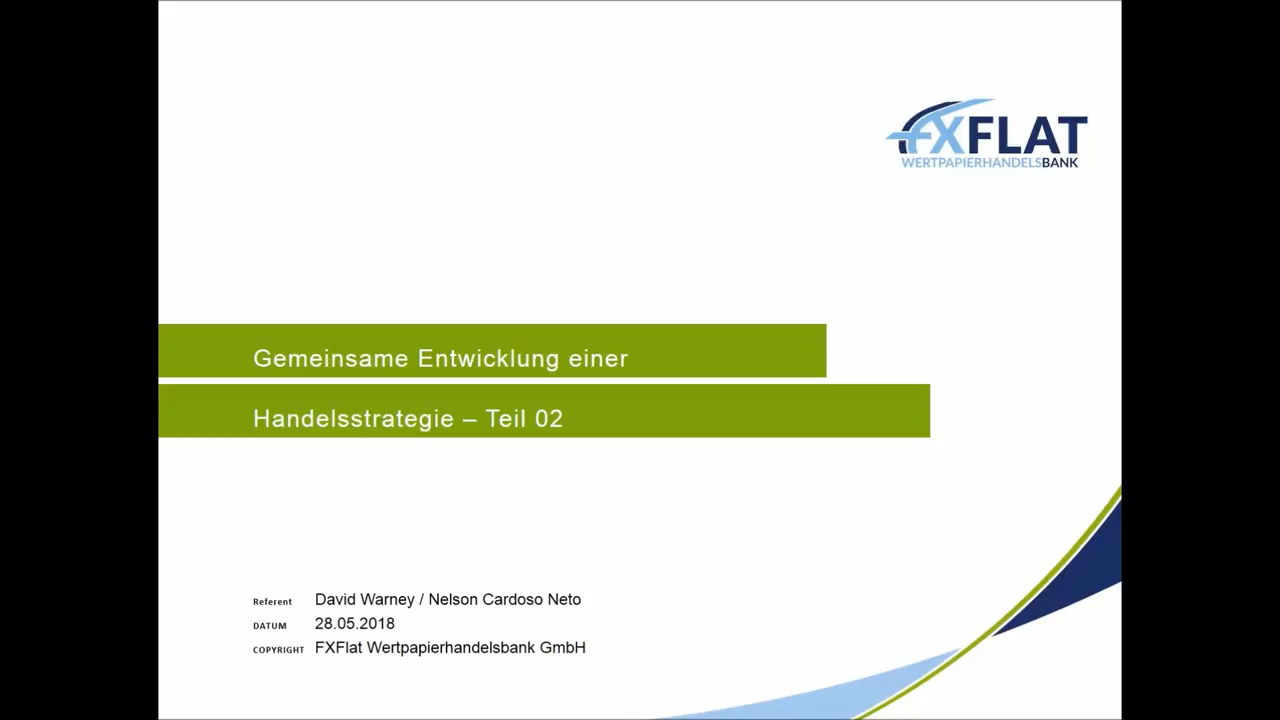 FXFLAT
WERTPAPIERHANDELSBANK
Gemeinsame Entwicklung einer
Handelsstrategie – Teil 02
Referent David Warney / Nelson Cardoso Neto
DATUM 28.05.2018
COPYRIGHT FXFlat Wertpapierhandelsbank GmbH